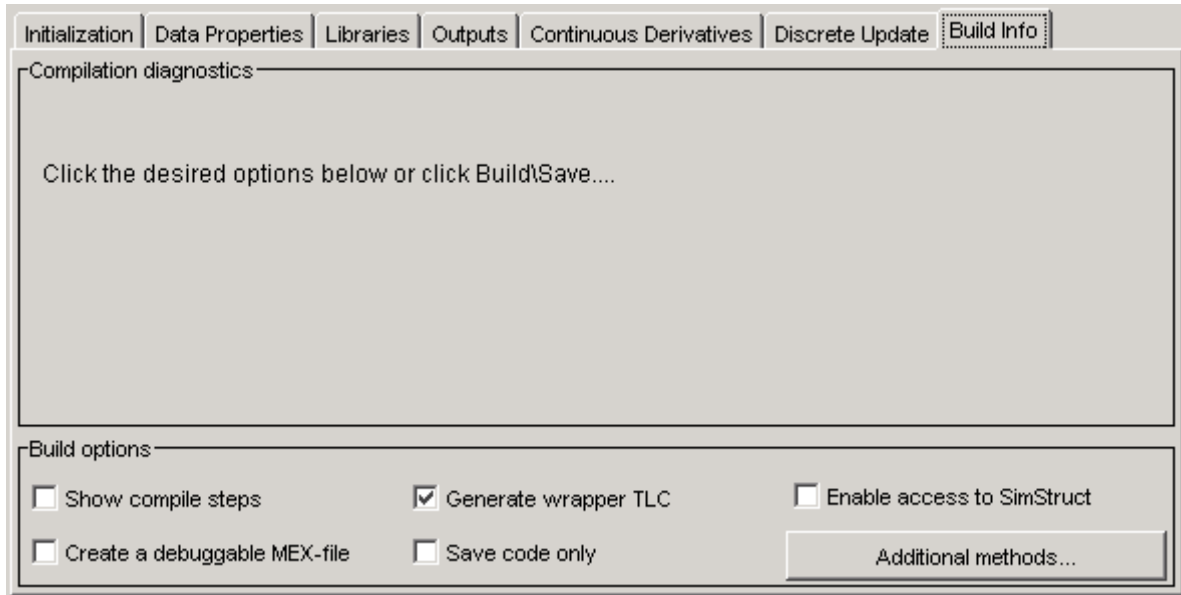 Initialization Data Properties Libraries Outputs Continuous Derivatives Discrete Update Build Info
Compilation diagnostics
Click the desired options below or click Build\Save....
Build options
Show compile steps Generate wrapper TLC Enable access to SimStruct
Create a debuggable MEX-file Save code only Additional methods...